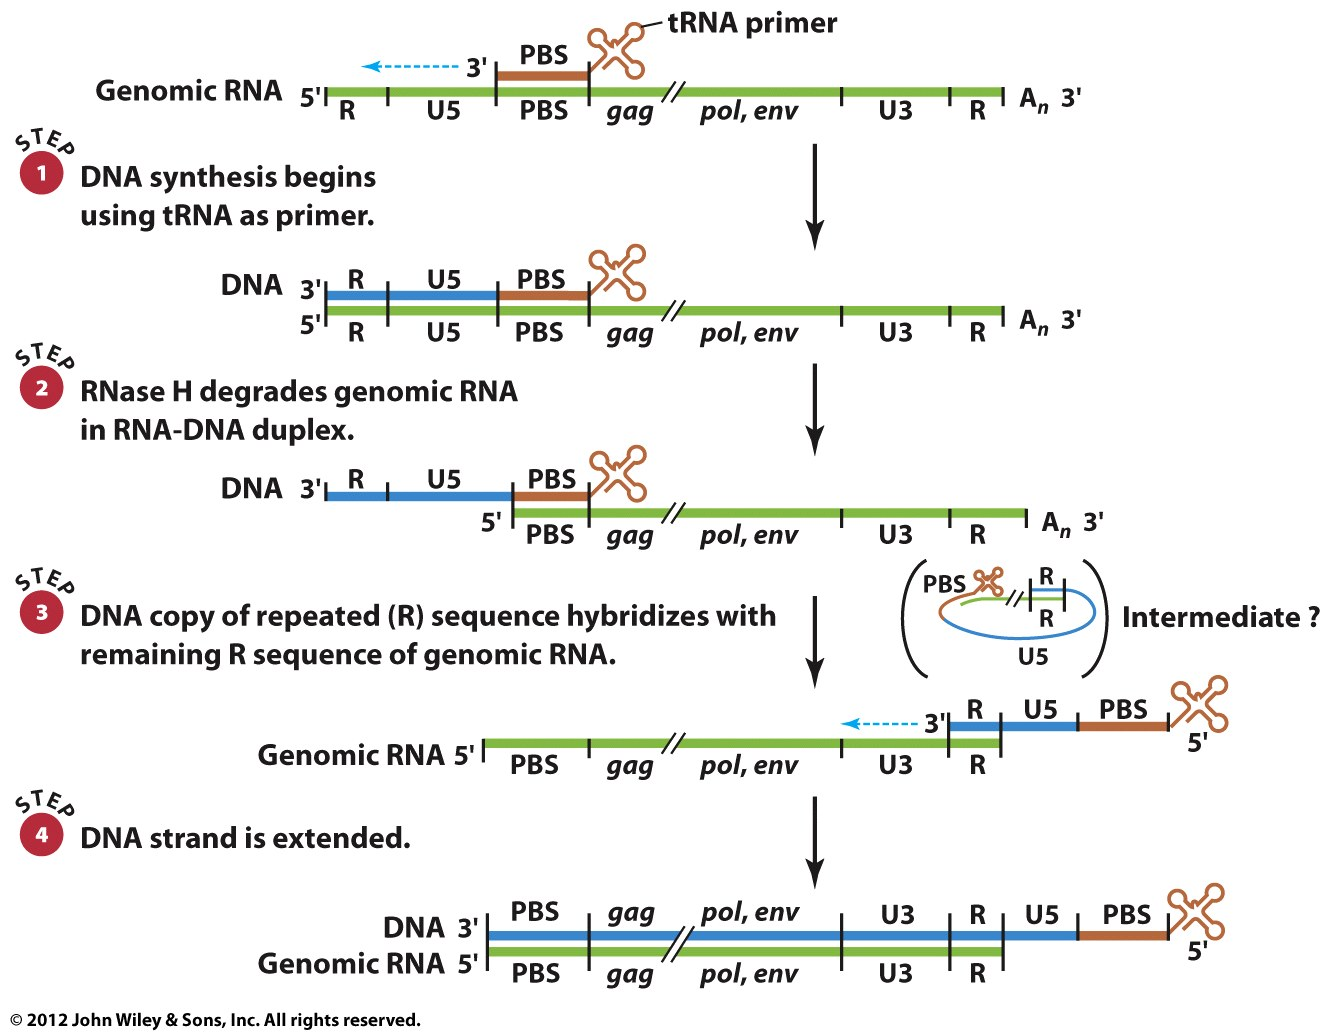 tRNA primer
PBS
3'
Genomic RNA 5' A_n 3'
R U5 PBS gag pol, env U3 R
STEP
1 DNA synthesis begins
using tRNA as primer.
R U5 PBS
DNA 3'
5' A_n 3'
R U5 PBS gag pol, env U3 R
STEP
2 RNase H degrades genomic RNA
in RNA-DNA duplex.
R U5 PBS
DNA 3'
5' A_n 3'
PBS gag pol, env U3 R
STEP
3 DNA copy of repeated (R) sequence hybridizes with
remaining R sequence of genomic RNA.
PBS R
R
U5
Intermediate ?
R U5 PBS
3'
5'
Genomic RNA 5'
PBS gag pol, env U3 R
STEP
4 DNA strand is extended.
PBS gag pol, env U3 R U5 PBS
DNA 3'
5'
Genomic RNA 5'
PBS gag pol, env U3 R
© 2012 John Wiley & Sons, Inc. All rights reserved.